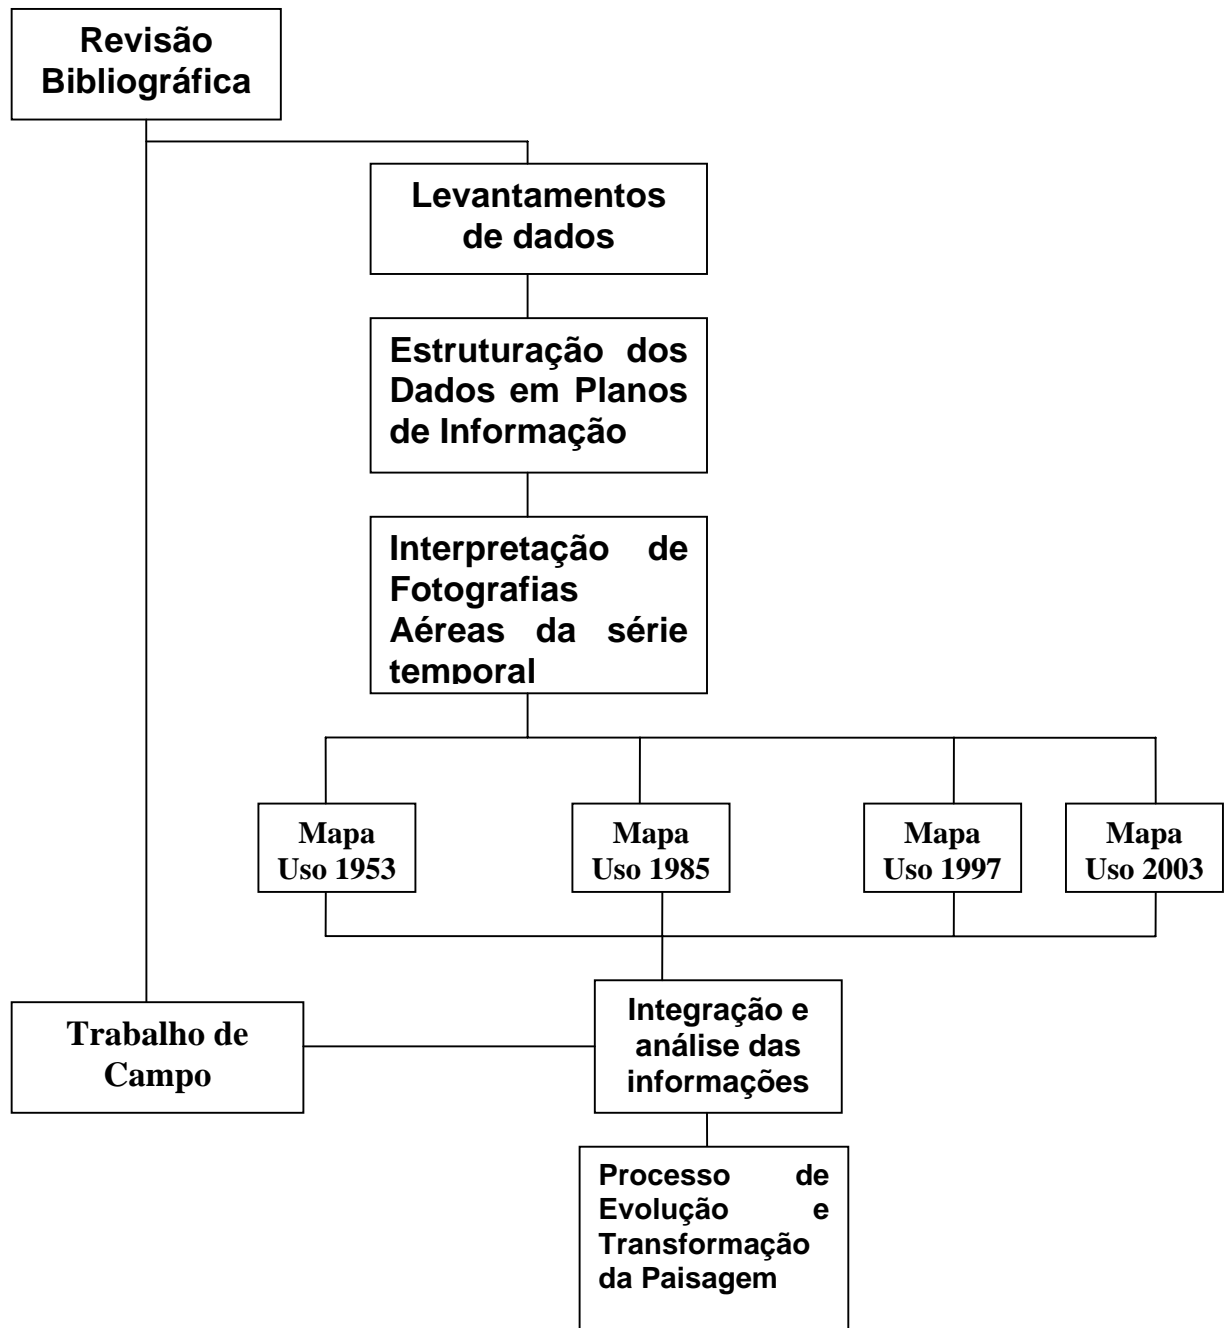 Revisão
Bibliográfica
Levantamentos
de dados
Estruturação dos
Dados em Planos
de Informação
Interpretação de
Fotografias
Aéreas da série
temporal
Mapa
Uso 1953
Mapa
Uso 1985
Mapa
Uso 1997
Mapa
Uso 2003
Trabalho de
Campo
Integração e
análise das
informações
Processo de
Evolução e
Transformação
da Paisagem